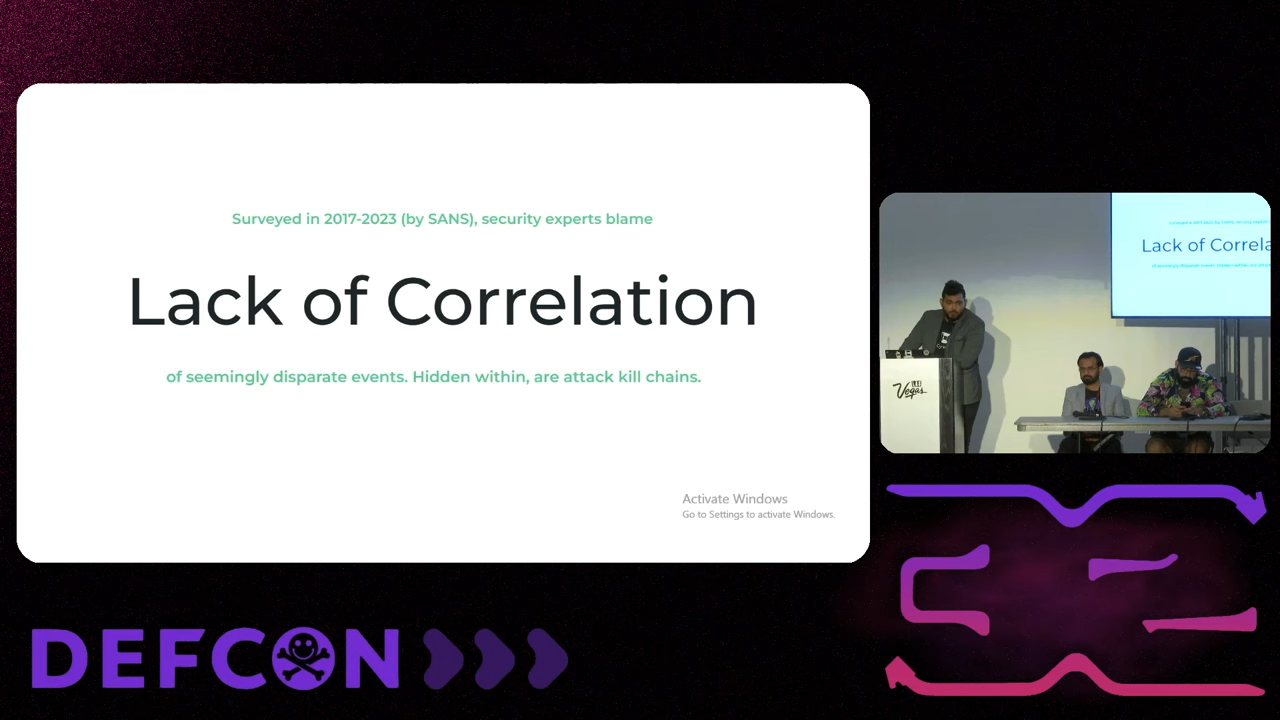 Surveyed in 2017-2023 (by SANS), security experts blame
Lack of Correlation
of seemingly disparate events. Hidden within, are attack kill chains.
Activate Windows
Go to Settings to activate Windows.
Lack of Correla
Vegas
DEFCON